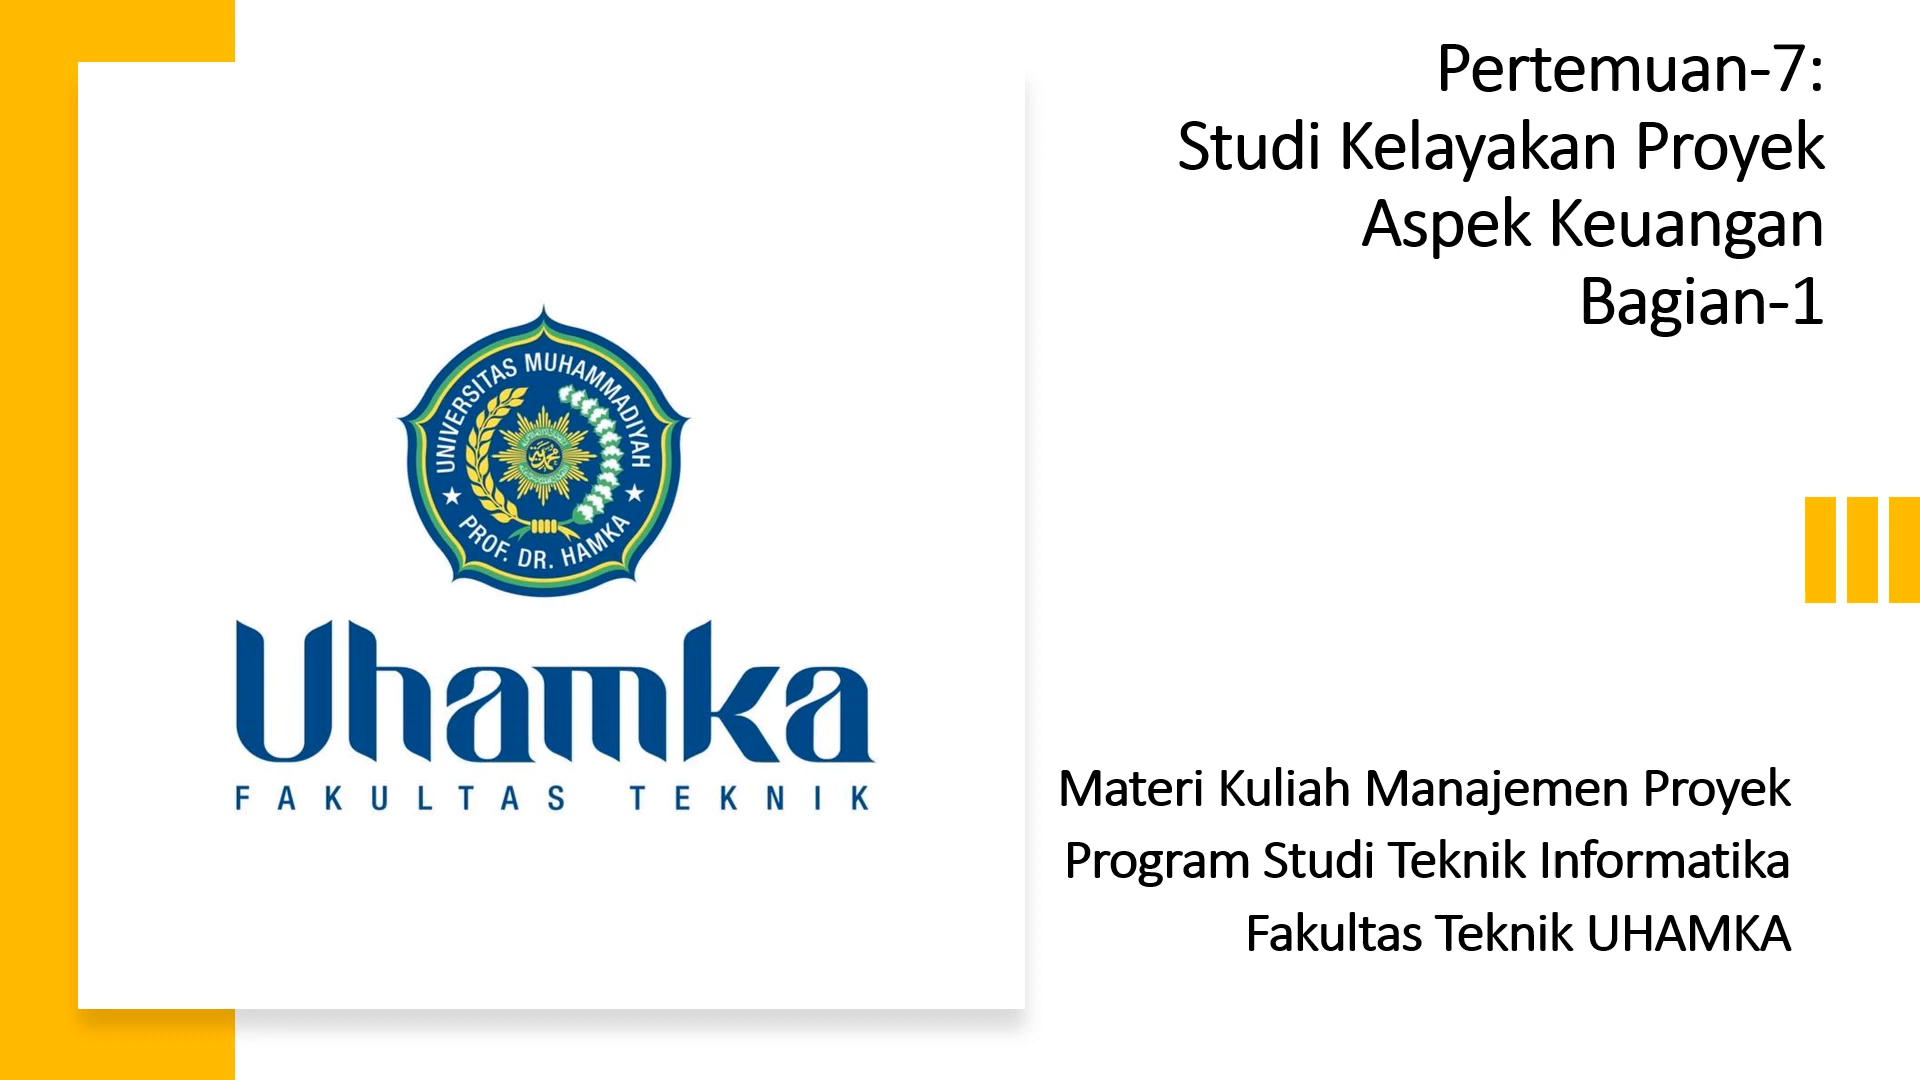 Pertemuan-7:
Studi Kelayakan Proyek
Aspek Keuangan
Bagian-1
UNIVERSITAS MUHAMMADIYAH
PROF. DR. HAMKA
Uhamka
FAKULTAS TEKNIK
Materi Kuliah Manajemen Proyek
Program Studi Teknik Informatika
Fakultas Teknik UHAMKA